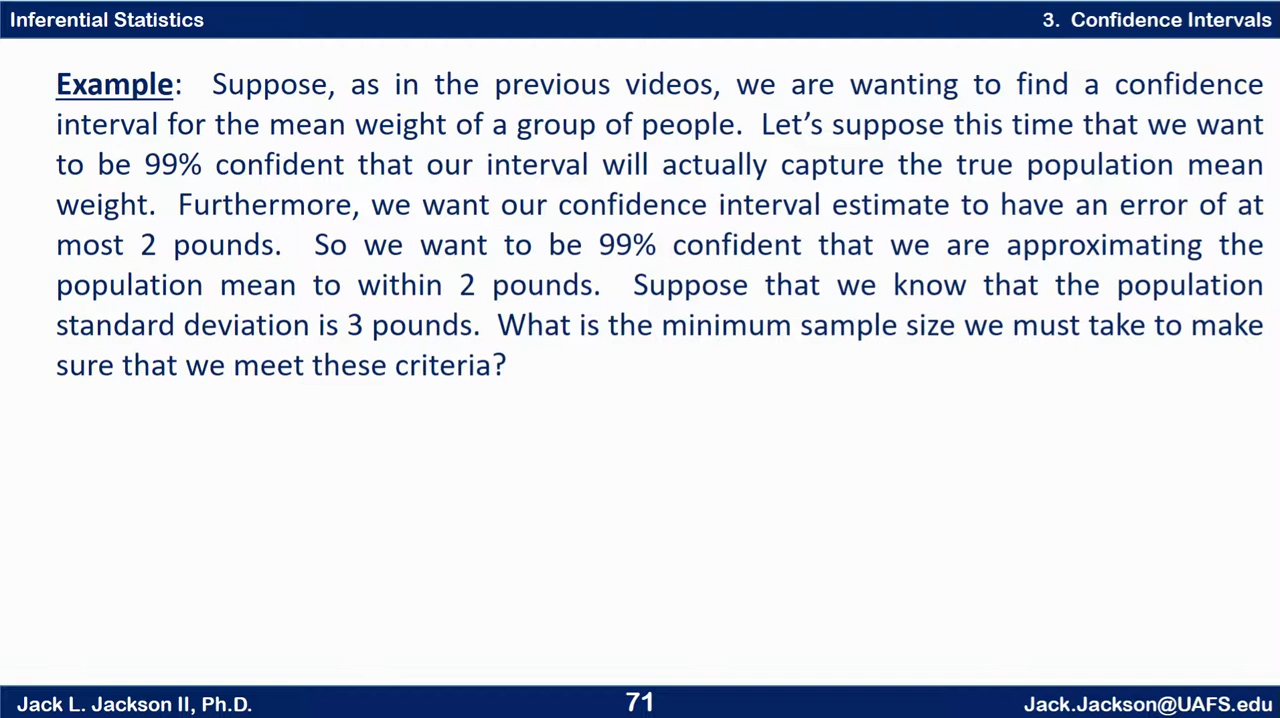 Inferential Statistics
3. Confidence Intervals
Example: Suppose, as in the previous videos, we are wanting to find a confidence
interval for the mean weight of a group of people. Let's suppose this time that we want
to be 99% confident that our interval will actually capture the true population mean
weight. Furthermore, we want our confidence interval estimate to have an error of at
most 2 pounds. So we want to be 99% confident that we are approximating the
population mean to within 2 pounds. Suppose that we know that the population
standard deviation is 3 pounds. What is the minimum sample size we must take to make
sure that we meet these criteria?
Jack L. Jackson II, Ph.D.
71
Jack.Jackson@UAFS.edu